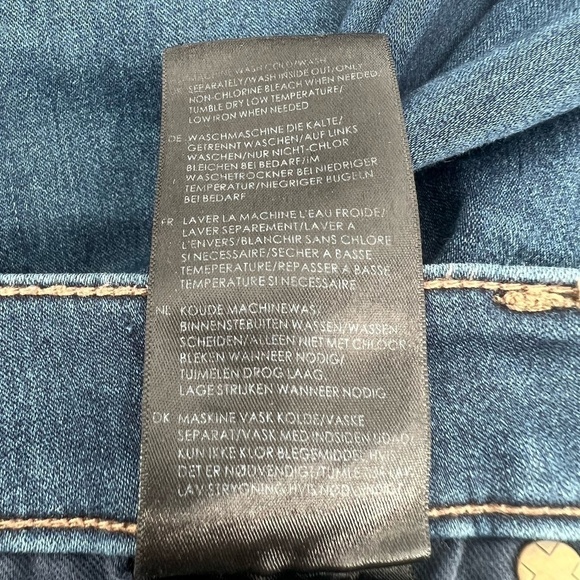 WASH COLD/WASH
SEPARATELY/WASH INSIDE OUT/ONLY
NON-CHLORINE BLEACH WHEN NEEDED/
TUMBLE DRY LOW TEMPERATURE/
LOW IRON WHEN NEEDED
DE WASCHMASCHINE DIE KALTE/
GETRENNT WASCHEN/AUF LINKS
WASCHEN/NUR NICHT-CHLOR
BLEICHEN BEI BEDARF/IM
WASCHETROCKNER BEI NIEDRIGER
TEMPERATUR/NIEGRIGER BUGELN
BEI BEDARF
FR LAVER LA MACHINE L'EAU FROIDE/
LAVER SEPAREMENT/LAVER A
L'ENVERS/BLANCHIR SANS CHLORE
SI NECESSAIRE/SECHER A BASSE
TEMEPERATURE/REPASSER A BASSE
TEMPERATURE SI NECESSAIRE
NL KOUDE MACHINEWAS/
BINNENSTEBUITEN WASSEN/WASSEN
SCHEIDEN/ALLEEN NIET MET CHLOOR
BLEKEN WANNEER NODIG/
TUIMELEN DROG LAAG
LAGE STRIJKEN WANNEER NODIG
DK MASKINE VASK KOLDE/VASKE
SEPARAT/VASK MED INDSIDEN UDAD/
KUN IKKE KLOR BLEGEMIDDEL
DET ER NØDVENDIGT/TUMLE
LAV STRYGNING